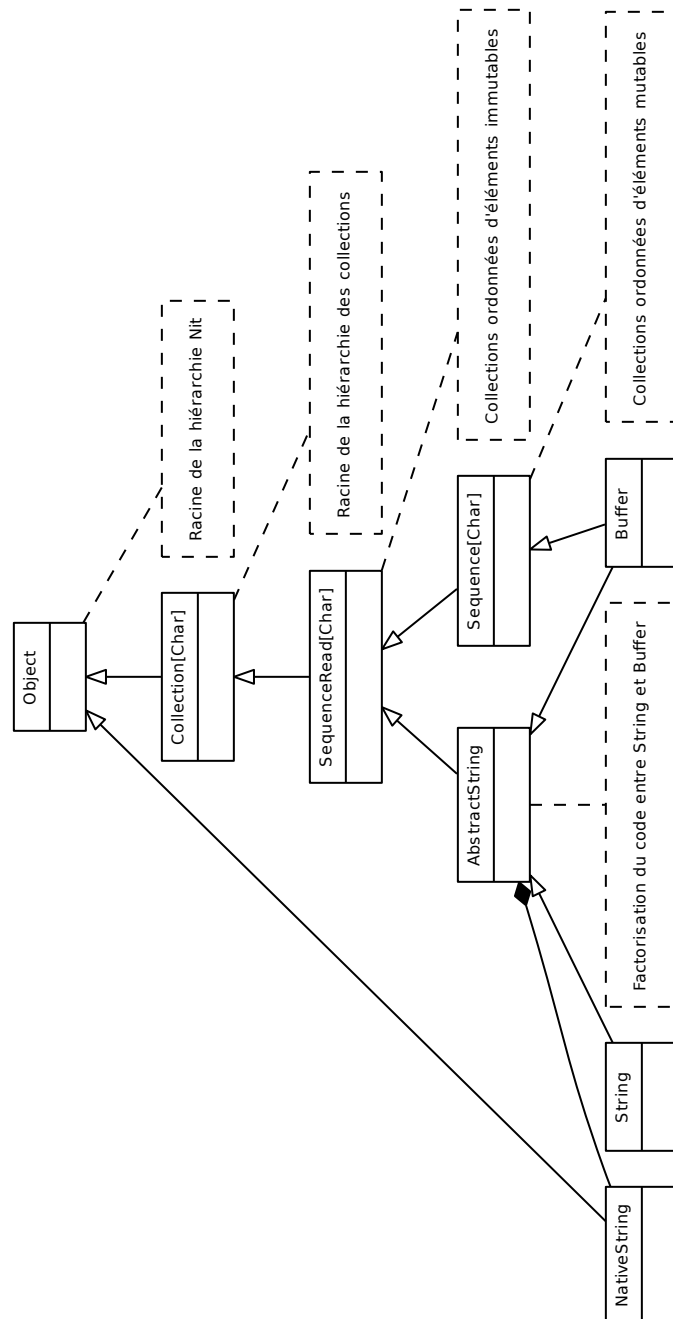 Object
Racine de la hiérarchie Nit
Collection[Char]
Racine de la hiérarchie des collections
SequenceRead[Char]
Collections ordonnées d'éléments immutables
Sequence[Char]
AbstractString
Collections ordonnées d'éléments mutables
Buffer
Factorisation du code entre String et Buffer
String
NativeString